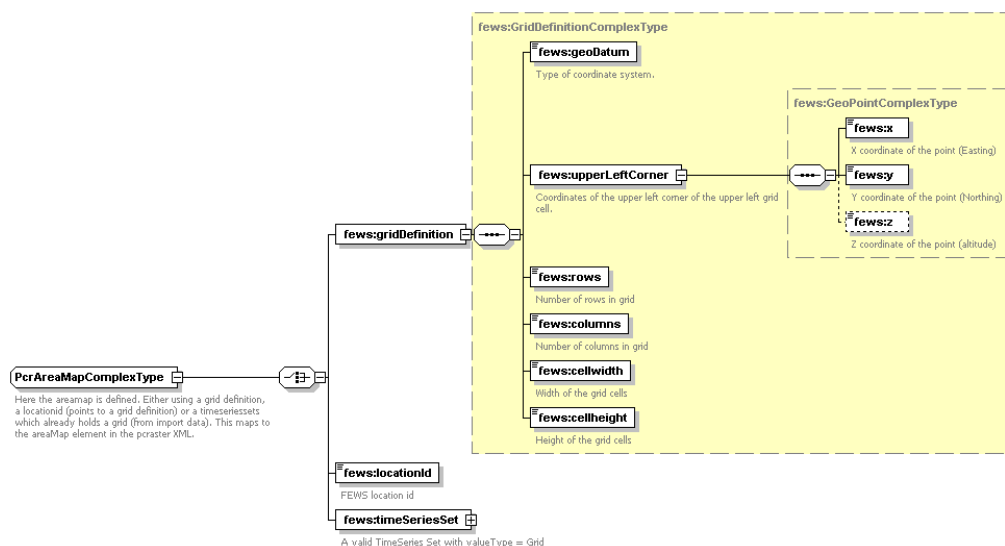 fews:GridDefinitionComplexType
fews:geoDatum
Type of coordinate system.
fews:GeoPointComplexType
fews:x
X coordinate of the point (Easting)
fews:upperLeftCorner
Coordinates of the upper left corner of the upper left grid
cell.
fews:y
Y coordinate of the point (Northing)
fews:z
Z coordinate of the point (altitude)
fews:gridDefinition
fews:rows
Number of rows in grid
fews:columns
Number of columns in grid
fews:cellwidth
Width of the grid cells
fews:cellheight
Height of the grid cells
PcrAreaMapComplexType
Here the areamap is defined. Either using a grid definition,
a locationid (points to a grid definition) or a timeseriessets
which already holds a grid (from import data). This maps to
the areaMap element in the pcraster XML.
fews:locationId
FEWS location id
fews:timeSeriesSet
A valid TimeSeries Set with valueType = Grid